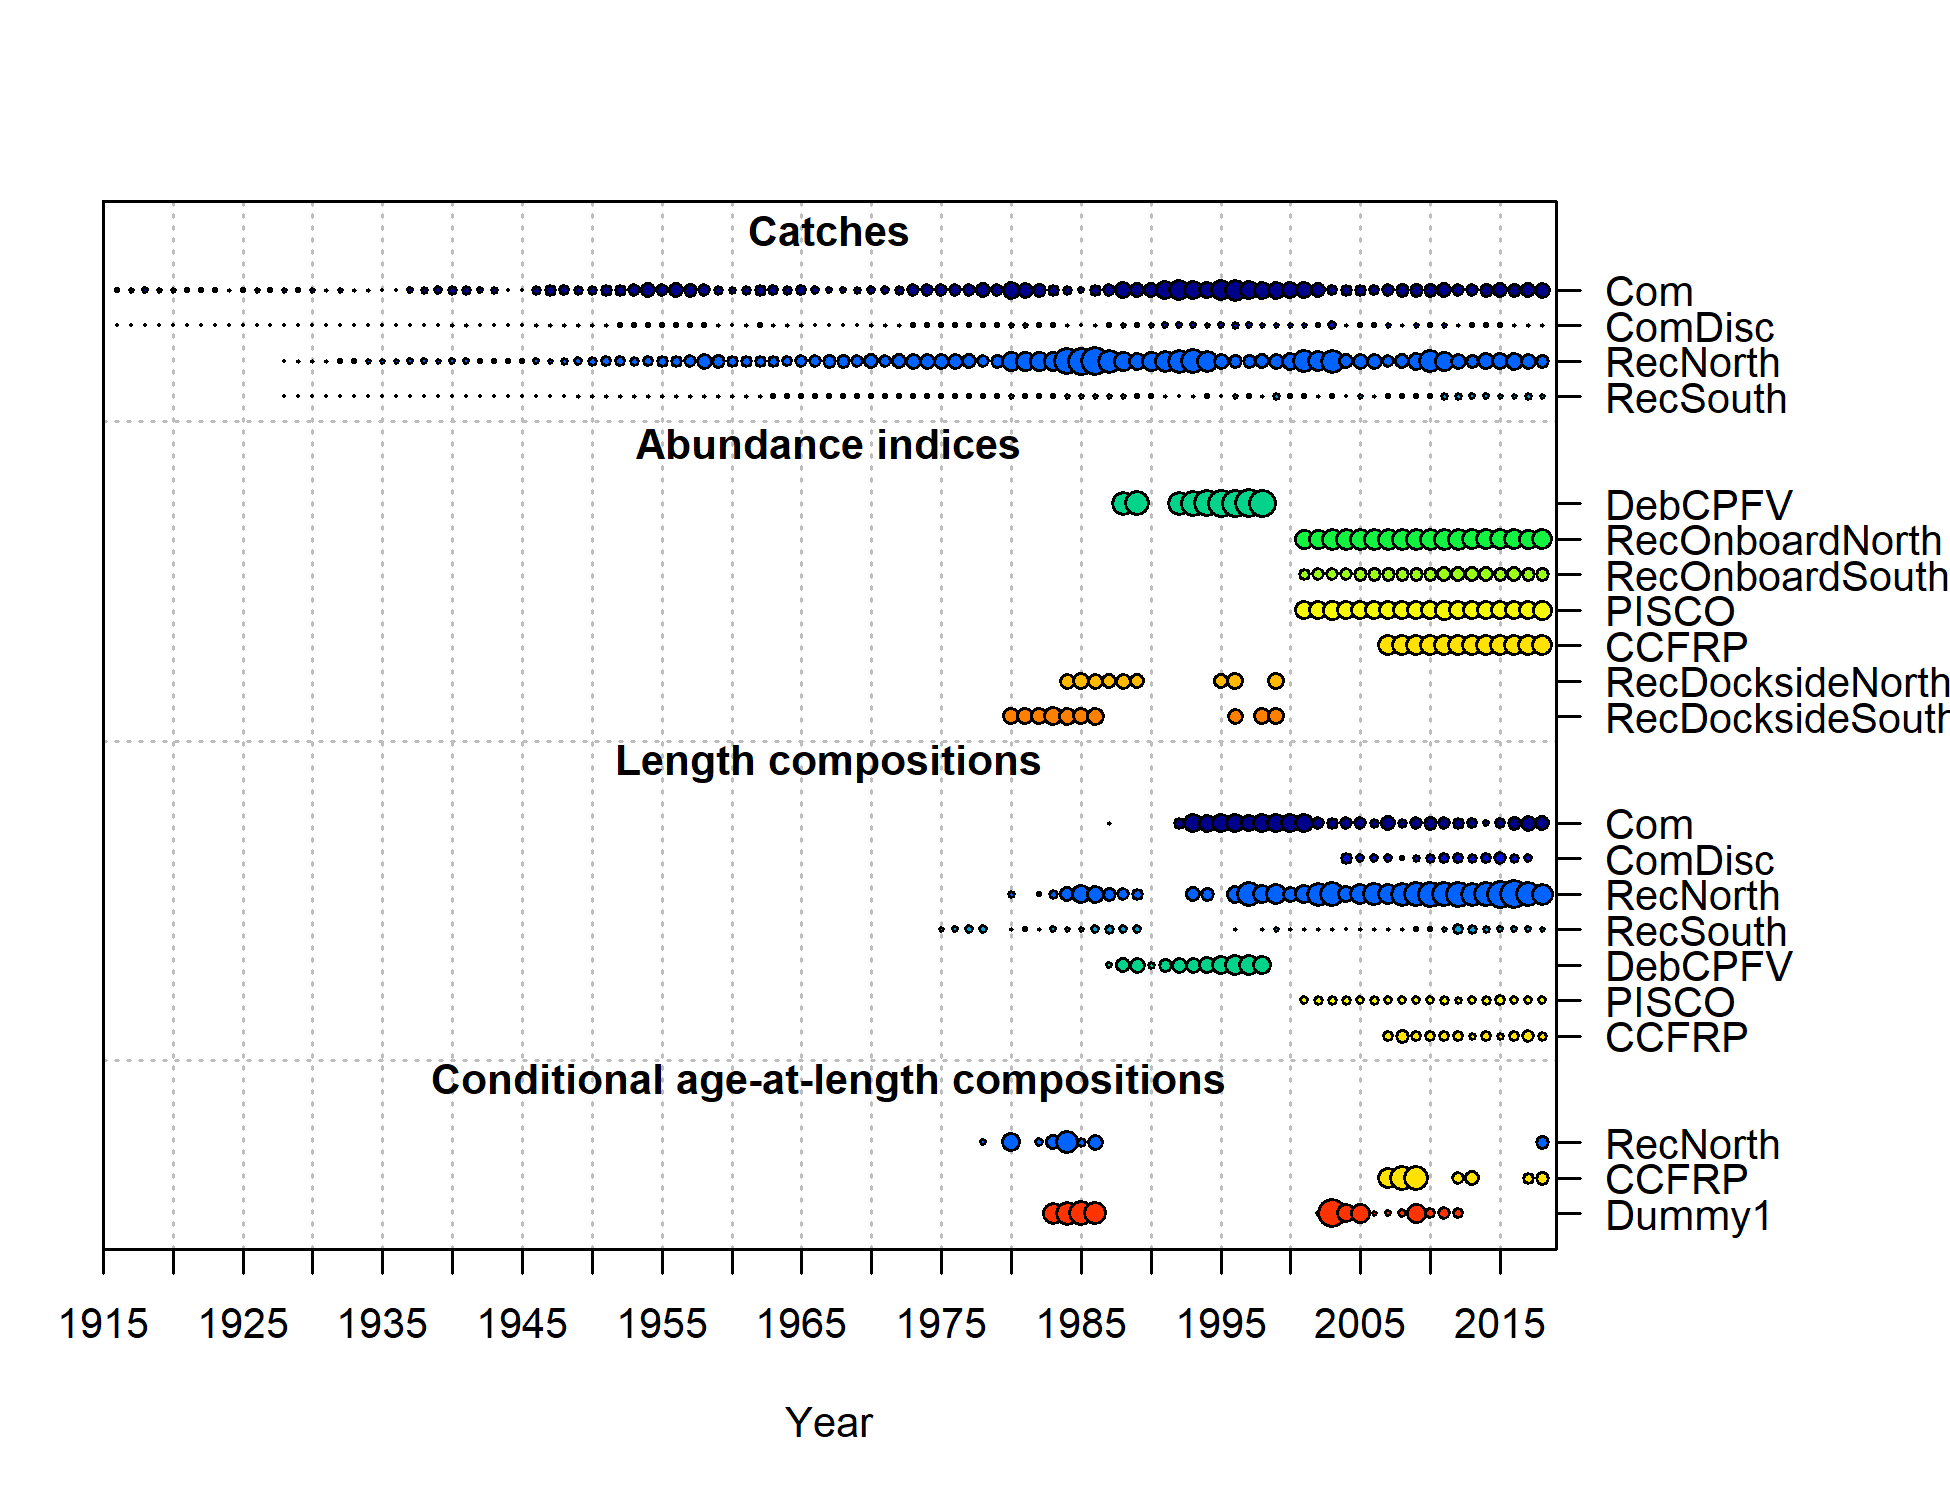 Catches
Com
ComDisc
RecNorth
RecSouth
Abundance indices
DebCPFV
RecOnboardNorth
RecOnboardSouth
PISCO
CCFRP
RecDocksideNorth
RecDocksideSouth
Length compositions
Com
ComDisc
RecNorth
RecSouth
DebCPFV
PISCO
CCFRP
Conditional age-at-length compositions
RecNorth
CCFRP
Dummy1
1915 1925 1935 1945 1955 1965 1975 1985 1995 2005 2015
Year